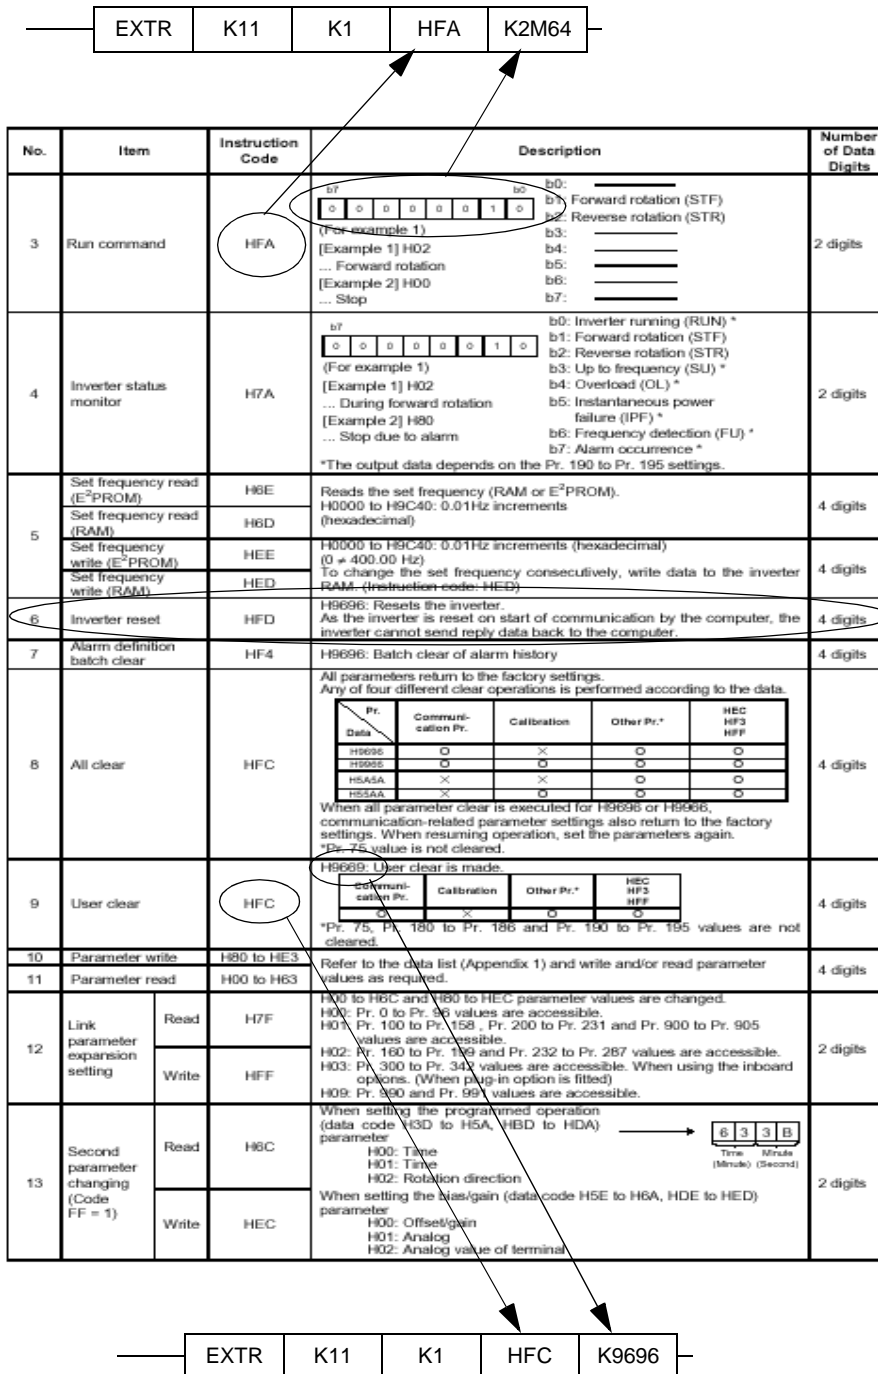 EXTR K11 K1 HFA K2M64
No. Item Instruction Code Description Number of Data Digits
3 Run command HFA
b7 b0
0 0 0 0 0 0 1 0
(For example 1)
[Example 1] H02
... Forward rotation
[Example 2] H00
... Stop
b0:
b1: Forward rotation (STF)
b2: Reverse rotation (STR)
b3:
b4:
b5:
b6:
b7:
2 digits
4 Inverter status monitor H7A
b7
0 0 0 0 0 0 1 0
(For example 1)
[Example 1] H02
... During forward rotation
[Example 2] H80
... Stop due to alarm
b0: Inverter running (RUN) *
b1: Forward rotation (STF)
b2: Reverse rotation (STR)
b3: Up to frequency (SU) *
b4: Overload (OL) *
b5: Instantaneous power
failure (IPF) *
b6: Frequency detection (FU) *
b7: Alarm occurrence *
*The output data depends on the Pr. 190 to Pr. 195 settings.
2 digits
5
Set frequency read (E²PROM) H6E
Set frequency read (RAM) H6D
Reads the set frequency (RAM or E²PROM).
H0000 to H9C40: 0.01Hz increments
(hexadecimal)
4 digits
Set frequency write (E²PROM) HEE
Set frequency write (RAM) HED
H0000 to H9C40: 0.01Hz increments (hexadecimal)
(0 ≠ 400.00 Hz)
To change the set frequency consecutively, write data to the inverter
RAM. (Instruction code: HED)
4 digits
6 Inverter reset HFD
H9696: Resets the inverter.
As the inverter is reset on start of communication by the computer, the
inverter cannot send reply data back to the computer.
4 digits
7 Alarm definition batch clear HF4 H9696: Batch clear of alarm history 4 digits
8 All clear HFC
All parameters return to the factory settings.
Any of four different clear operations is performed according to the data.
Pr. Data Communi-cation Pr. Calibration Other Pr.* HEC HF3 HFF
H9696 O × O O
H9966 O O O O
H5A5A × × O O
H55AA × O O O
When all parameter clear is executed for H9696 or H9966,
communication-related parameter settings also return to the factory
settings. When resuming operation, set the parameters again.
*Pr. 75 value is not cleared.
4 digits
9 User clear HFC
H9669: User clear is made.
Communi-cation Pr. Calibration Other Pr.* HEC HF3 HFF
O × O O
*Pr. 75, Pr. 180 to Pr. 186 and Pr. 190 to Pr. 195 values are not
cleared.
4 digits
10 Parameter write H80 to HE3
11 Parameter read H00 to H63
Refer to the data list (Appendix 1) and write and/or read parameter
values as required.
4 digits
12 Link parameter expansion setting
Read H7F
Write HFF
H00 to H6C and H80 to HEC parameter values are changed.
H00: Pr. 0 to Pr. 96 values are accessible.
H01: Pr. 100 to Pr. 158 , Pr. 200 to Pr. 231 and Pr. 900 to Pr. 905
values are accessible.
H02: Pr. 160 to Pr. 199 and Pr. 232 to Pr. 287 values are accessible.
H03: Pr. 300 to Pr. 342 values are accessible. When using the inboard
options. (When plug-in option is fitted)
H09: Pr. 990 and Pr. 991 values are accessible.
2 digits
13 Second parameter changing (Code FF = 1)
Read H6C
Write HEC
When setting the programmed operation
(data code H3D to H5A, HBD to HDA)
parameter
H00: Time
H01: Time
H02: Rotation direction
6 3 3 B
Time Minute
(Minute) (Second)
When setting the bias/gain (data code H5E to H6A, HDE to HED)
parameter
H00: Offset/gain
H01: Analog
H02: Analog value of terminal
2 digits
EXTR K11 K1 HFC K9696